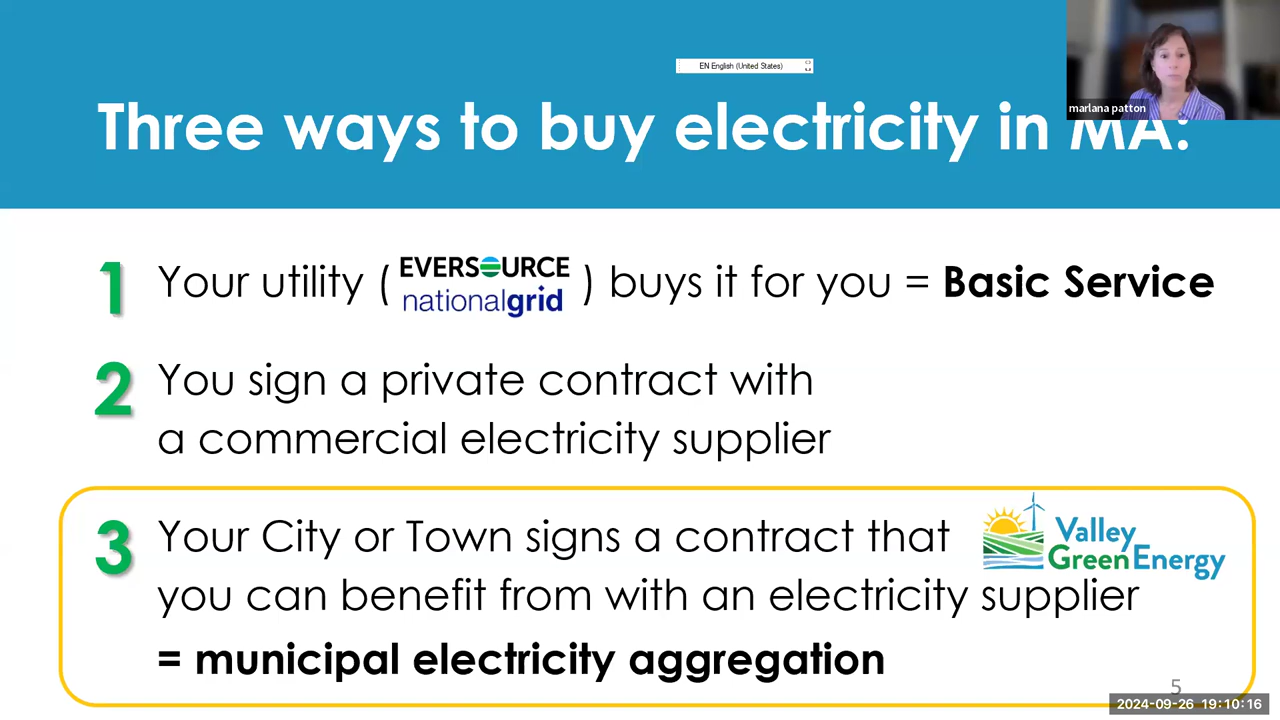 EN English (United States)
marlana patton
Three ways to buy electricity in MA:
1 Your utility ( EVERSOURCE nationalgrid ) buys it for you = Basic Service
2 You sign a private contract with
a commercial electricity supplier
3 Your City or Town signs a contract that
Valley
GreenEnergy
you can benefit from with an electricity supplier
= municipal electricity aggregation
5
2024-09-26 19:10:16